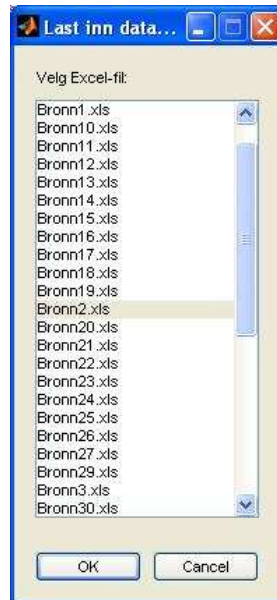 Last inn data...
Velg Excel-fil:
Bronn1.xls
Bronn10.xls
Bronn11.xls
Bronn12.xls
Bronn13.xls
Bronn14.xls
Bronn15.xls
Bronn16.xls
Bronn17.xls
Bronn18.xls
Bronn19.xls
Bronn2.xls
Bronn20.xls
Bronn21.xls
Bronn22.xls
Bronn23.xls
Bronn24.xls
Bronn25.xls
Bronn26.xls
Bronn27.xls
Bronn29.xls
Bronn3.xls
Bronn30.xls
OK Cancel